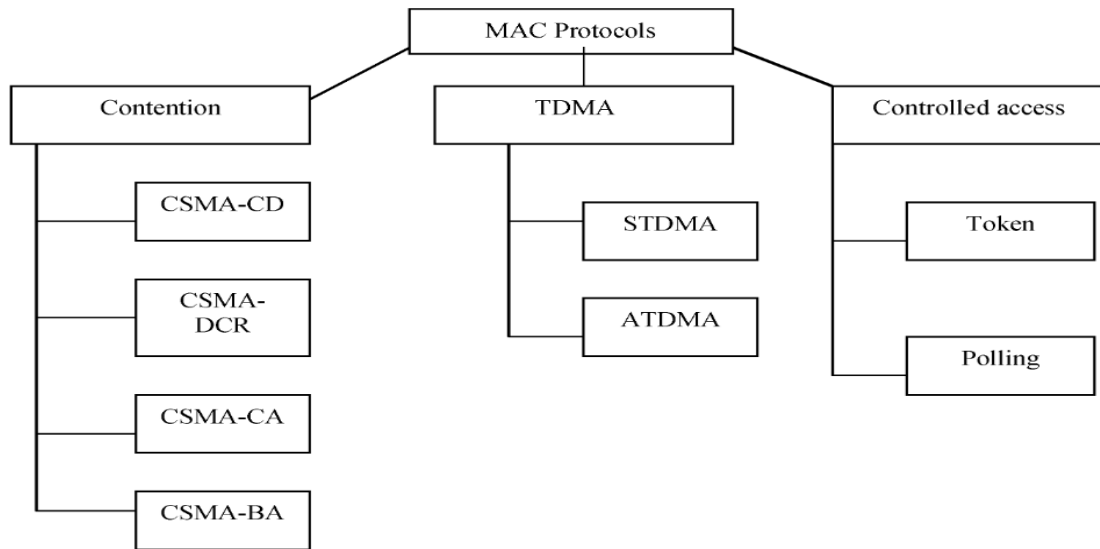 MAC Protocols
Contention
TDMA
Controlled access
CSMA-CD
CSMA-
DCR
CSMA-CA
CSMA-BA
STDMA
ATDMA
Token
Polling